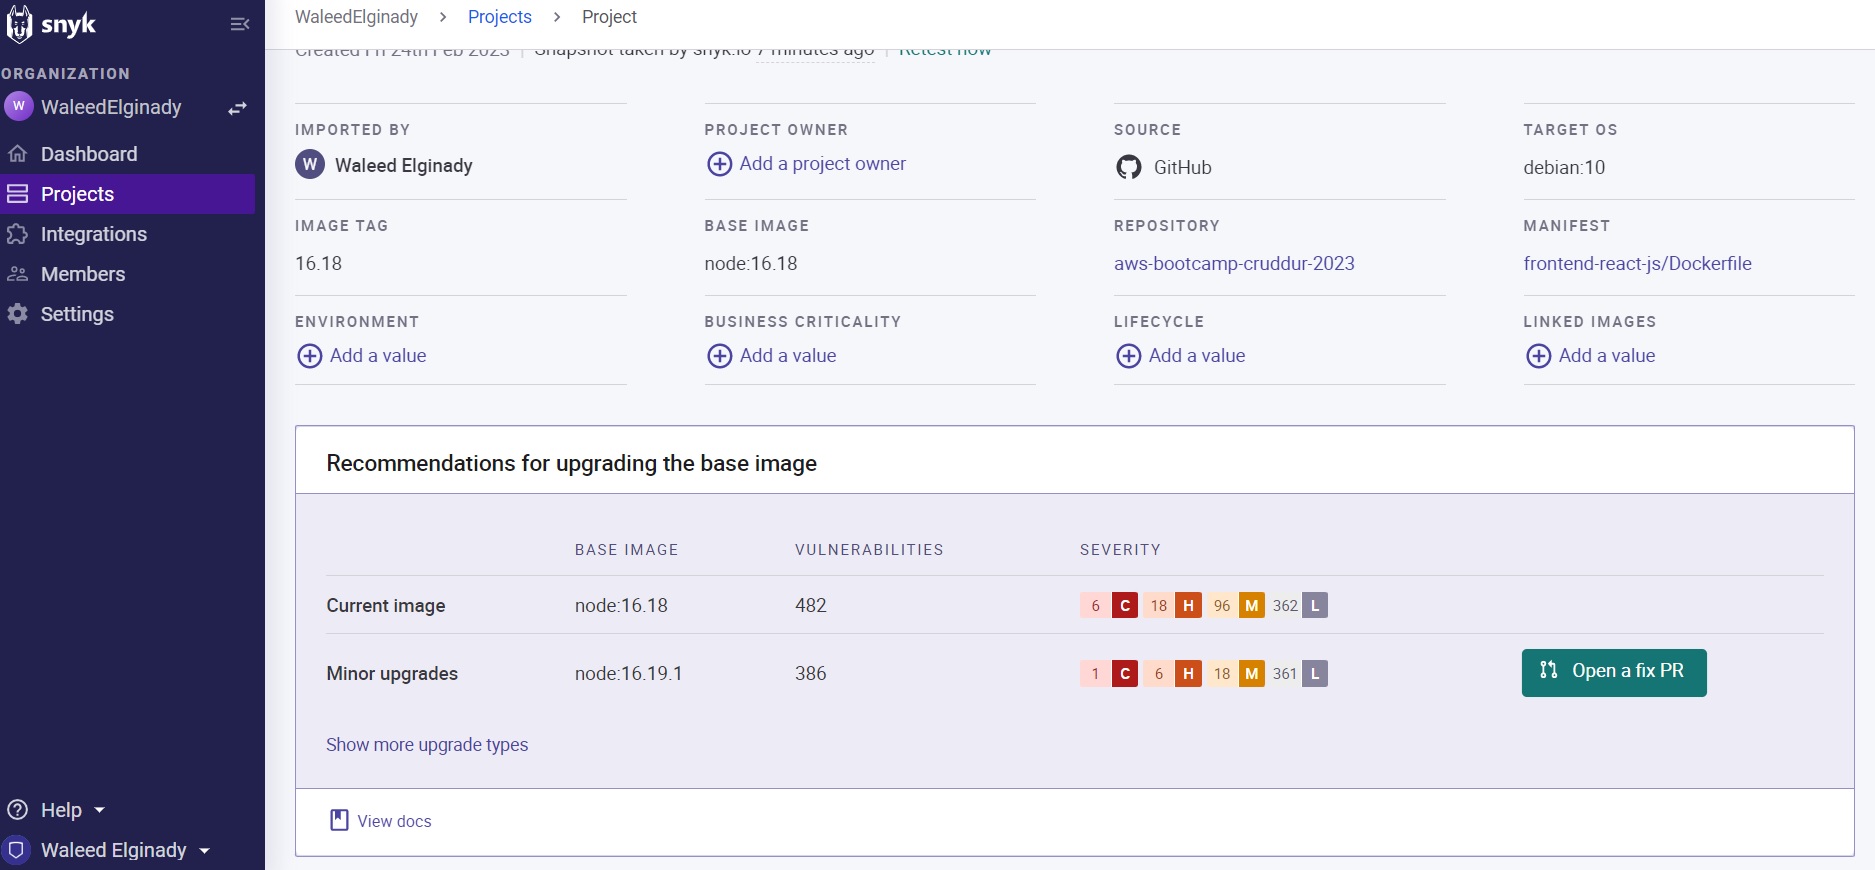 snyk
WaleedElginady > Projects > Project
Created Fri 24th Feb 2023 | Snapshot taken by snyk.io 7 minutes ago | Retest now
ORGANIZATION
W WaleedElginady
Dashboard
Projects
Integrations
Members
Settings
IMPORTED BY PROJECT OWNER SOURCE TARGET OS
W Waleed Elginady Add a project owner GitHub debian:10
IMAGE TAG BASE IMAGE REPOSITORY MANIFEST
16.18 node:16.18 aws-bootcamp-cruddur-2023 frontend-react-js/Dockerfile
ENVIRONMENT BUSINESS CRITICALITY LIFECYCLE LINKED IMAGES
Add a value Add a value Add a value Add a value
Recommendations for upgrading the base image
BASE IMAGE VULNERABILITIES SEVERITY
Current image node:16.18 482 6 C 18 H 96 M 362 L
Minor upgrades node:16.19.1 386 1 C 6 H 18 M 361 L Open a fix PR
Show more upgrade types
View docs
Help
Waleed Elginady